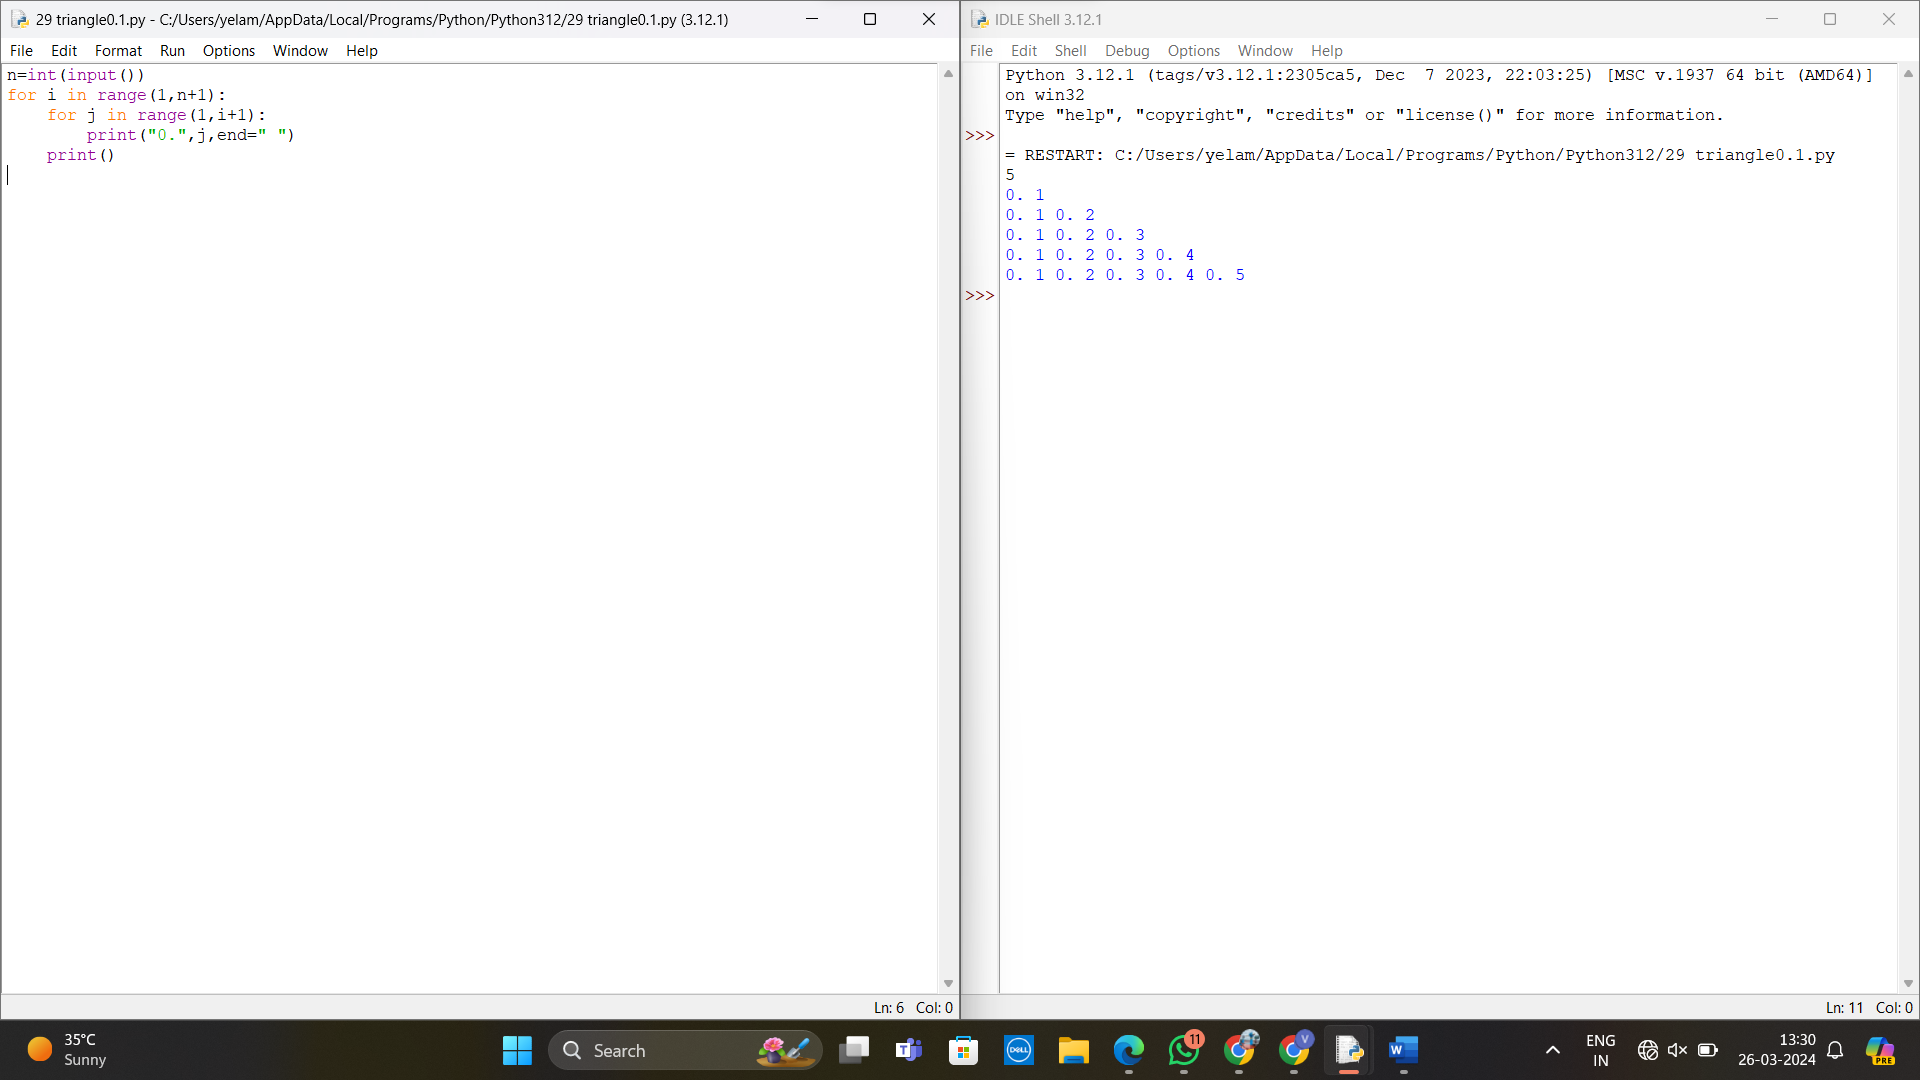 29 triangle0.1.py - C:/Users/yelam/AppData/Local/Programs/Python/Python312/29 triangle0.1.py (3.12.1)
File Edit Format Run Options Window Help
n=int(input())
for i in range(1,n+1):
    for j in range(1,i+1):
        print("0.",j,end=" ")
    print()
Ln: 6 Col: 0
IDLE Shell 3.12.1
File Edit Shell Debug Options Window Help
Python 3.12.1 (tags/v3.12.1:2305ca5, Dec  7 2023, 22:03:25) [MSC v.1937 64 bit (AMD64)]
on win32
Type "help", "copyright", "credits" or "license()" for more information.
>>>
= RESTART: C:/Users/yelam/AppData/Local/Programs/Python/Python312/29 triangle0.1.py
5
0. 1
0. 1 0. 2
0. 1 0. 2 0. 3
0. 1 0. 2 0. 3 0. 4
0. 1 0. 2 0. 3 0. 4 0. 5
>>>
Ln: 11 Col: 0
35°C
Sunny
Search
T
DELL
11
V
W
ENG
IN
13:30
26-03-2024
PRE